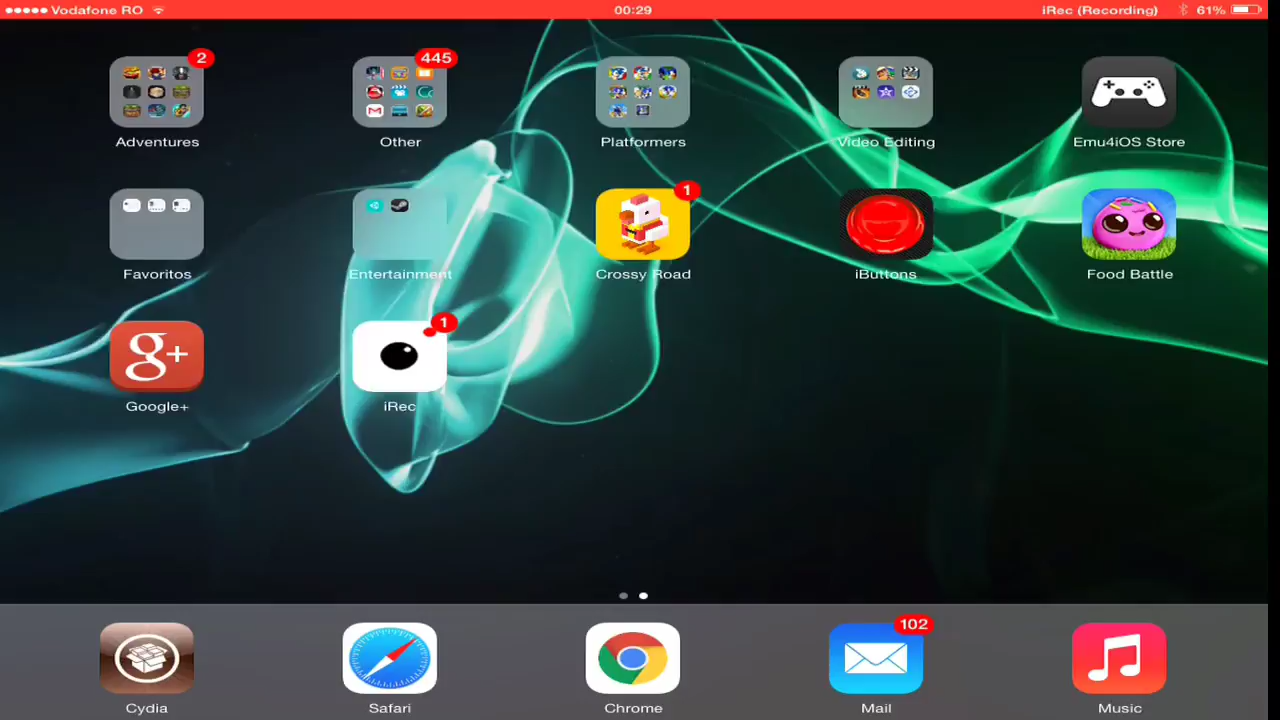 Vodafone RO 00:29 iRec (Recording) 61%
2 445
Adventures Other Platformers Video Editing Emu4iOS Store
1
Favoritos Entertainment Crossy Road iButtons Food Battle
g+ 1
Google+ iRec
102
Cydia Safari Chrome Mail Music